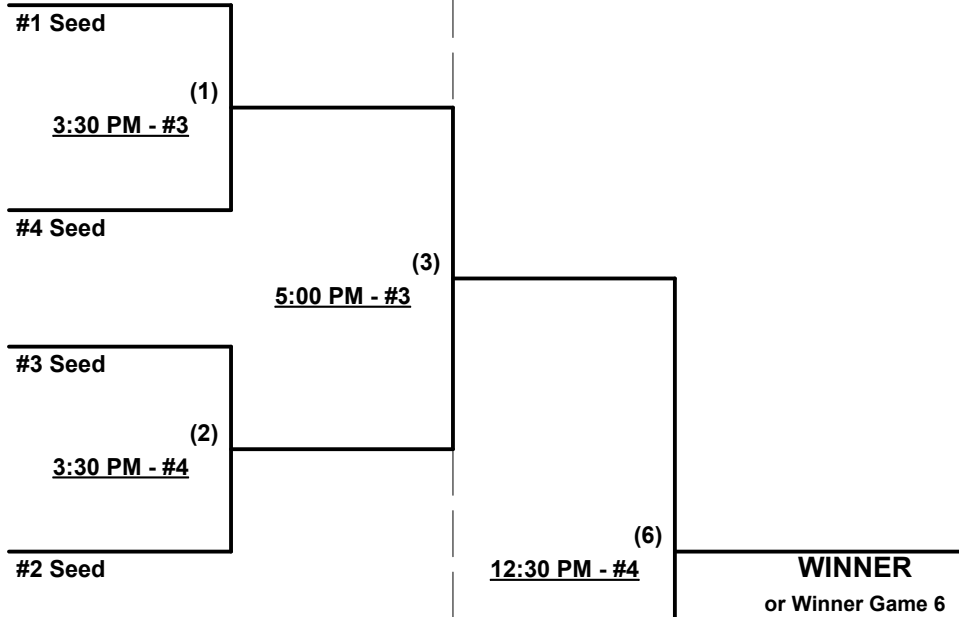 #1 Seed
(1)
3:30 PM - #3
#4 Seed
(3)
5:00 PM - #3
#3 Seed
(2)
3:30 PM - #4
#2 Seed
(6)
12:30 PM - #4
WINNER
or Winner Game 6